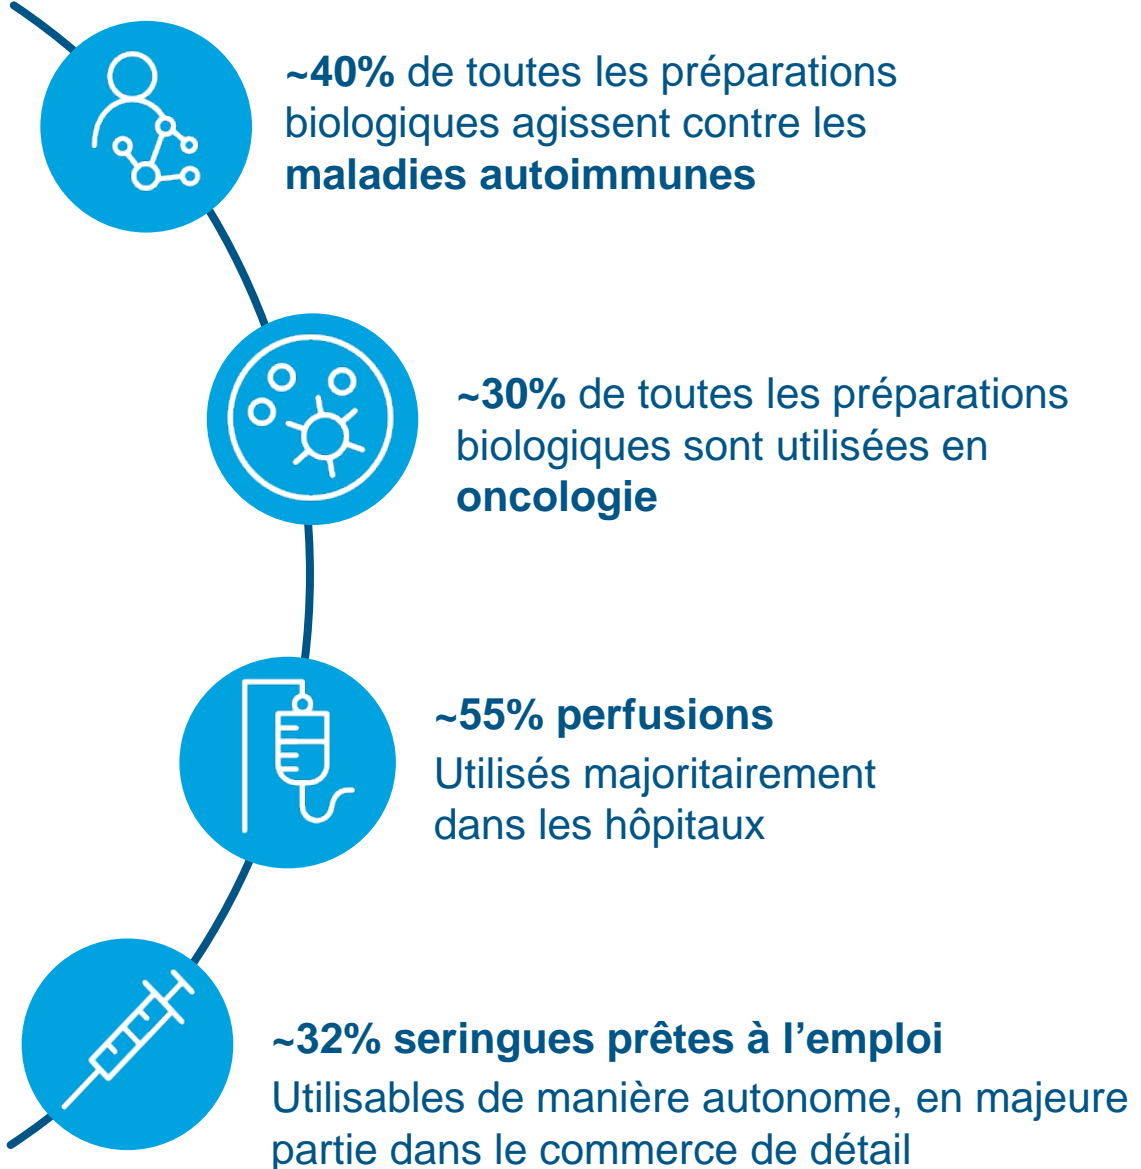 ~40% de toutes les préparations
biologiques agissent contre les
maladies autoimmunes
~30% de toutes les préparations
biologiques sont utilisées en
oncologie
~55% perfusions
Utilisés majoritairement
dans les hôpitaux
~32% seringues prêtes à l’emploi
Utilisables de manière autonome, en majeure
partie dans le commerce de détail